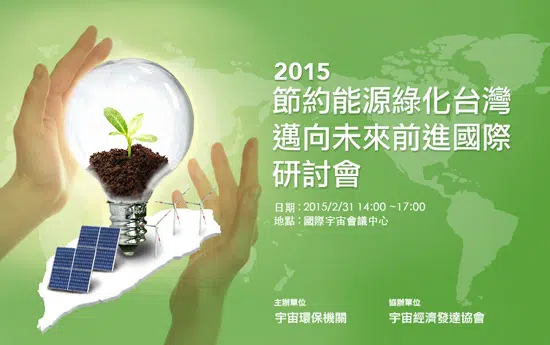 2015
節約能源綠化台灣
邁向未來前進國際
研討會
日期：2015/2/31 14:00 ~17:00
地點：國際宇宙會議中心
主辦單位
宇宙環保機關
協辦單位
宇宙經濟發達協會